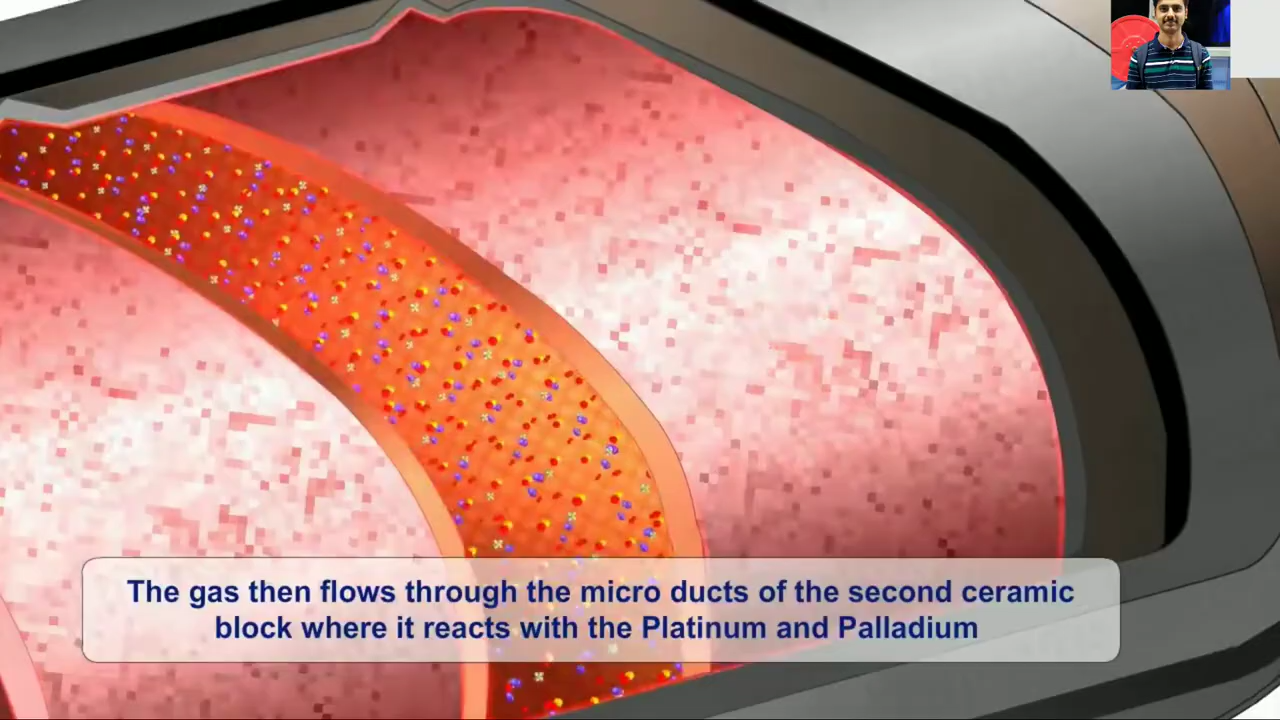 The gas then flows through the micro ducts of the second ceramic
block where it reacts with the Platinum and Palladium